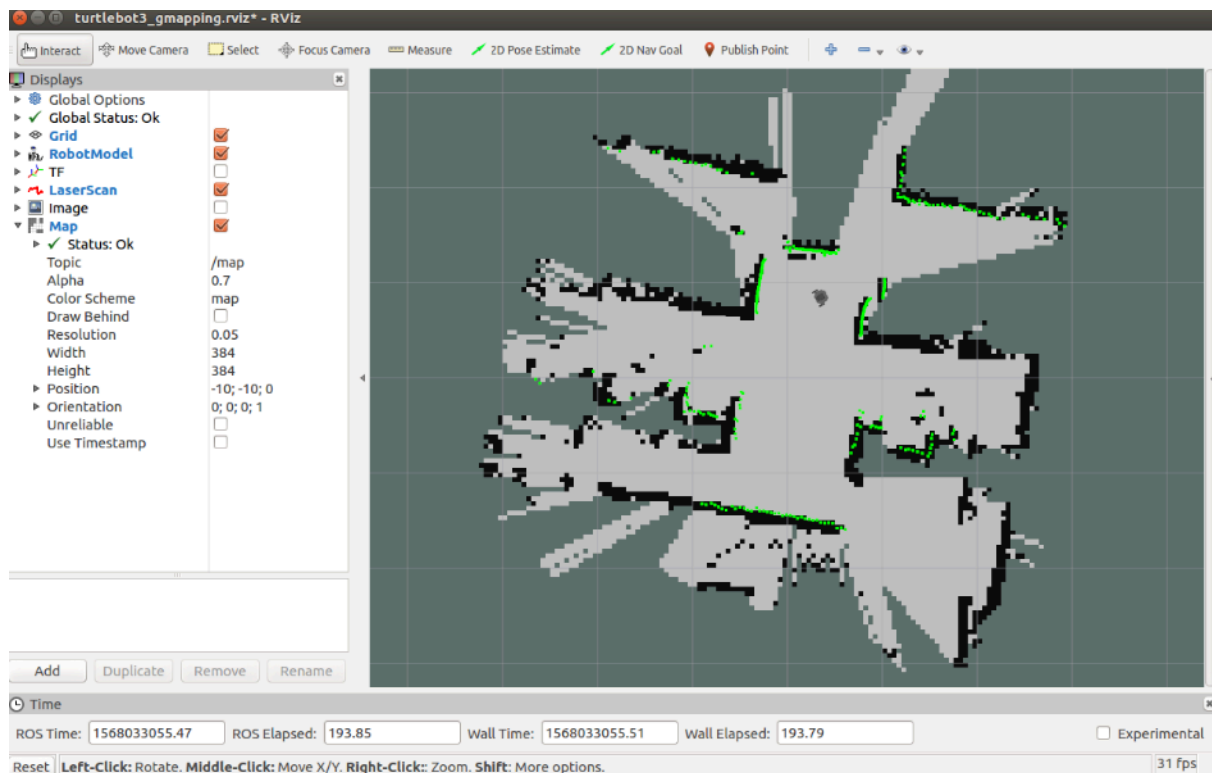 turtlebot3_gmapping.rviz* - RViz
Interact Move Camera Select Focus Camera Measure 2D Pose Estimate 2D Nav Goal Publish Point
Displays
Global Options
Global Status: Ok
Grid
RobotModel
TF
LaserScan
Image
Map
Status: Ok
Topic /map
Alpha 0.7
Color Scheme map
Draw Behind
Resolution 0.05
Width 384
Height 384
Position -10; -10; 0
Orientation 0; 0; 0; 1
Unreliable
Use Timestamp
Add Duplicate Remove Rename
Time
ROS Time: 1568033055.47 ROS Elapsed: 193.85 Wall Time: 1568033055.51 Wall Elapsed: 193.79 Experimental
Reset Left-Click: Rotate. Middle-Click: Move X/Y. Right-Click:: Zoom. Shift: More options. 31 fps